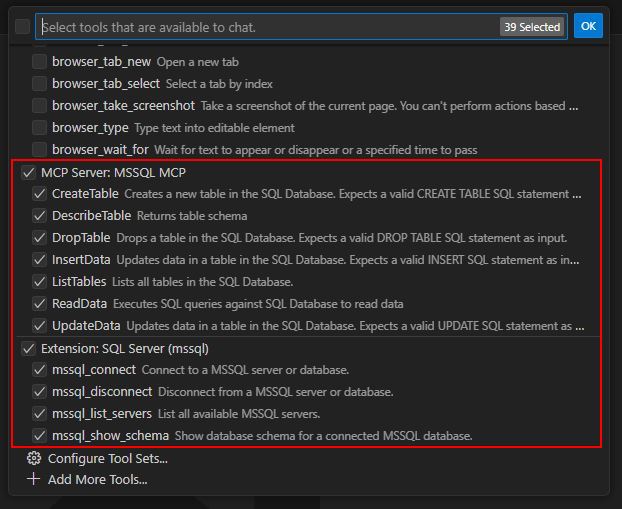 Select tools that are available to chat.
39 Selected
OK
browser_tab_new Open a new tab
browser_tab_select Select a tab by index
browser_take_screenshot Take a screenshot of the current page. You can't perform actions based ...
browser_type Type text into editable element
browser_wait_for Wait for text to appear or disappear or a specified time to pass
MCP Server: MSSQL MCP
CreateTable Creates a new table in the SQL Database. Expects a valid CREATE TABLE SQL statement ...
DescribeTable Returns table schema
DropTable Drops a table in the SQL Database. Expects a valid DROP TABLE SQL statement as input.
InsertData Updates data in a table in the SQL Database. Expects a valid INSERT SQL statement as in...
ListTables Lists all tables in the SQL Database.
ReadData Executes SQL queries against SQL Database to read data
UpdateData Updates data in a table in the SQL Database. Expects a valid UPDATE SQL statement as ...
Extension: SQL Server (mssql)
mssql_connect Connect to a MSSQL server or database.
mssql_disconnect Disconnect from a MSSQL server or database.
mssql_list_servers List all available MSSQL servers.
mssql_show_schema Show database schema for a connected MSSQL database.
Configure Tool Sets...
Add More Tools...